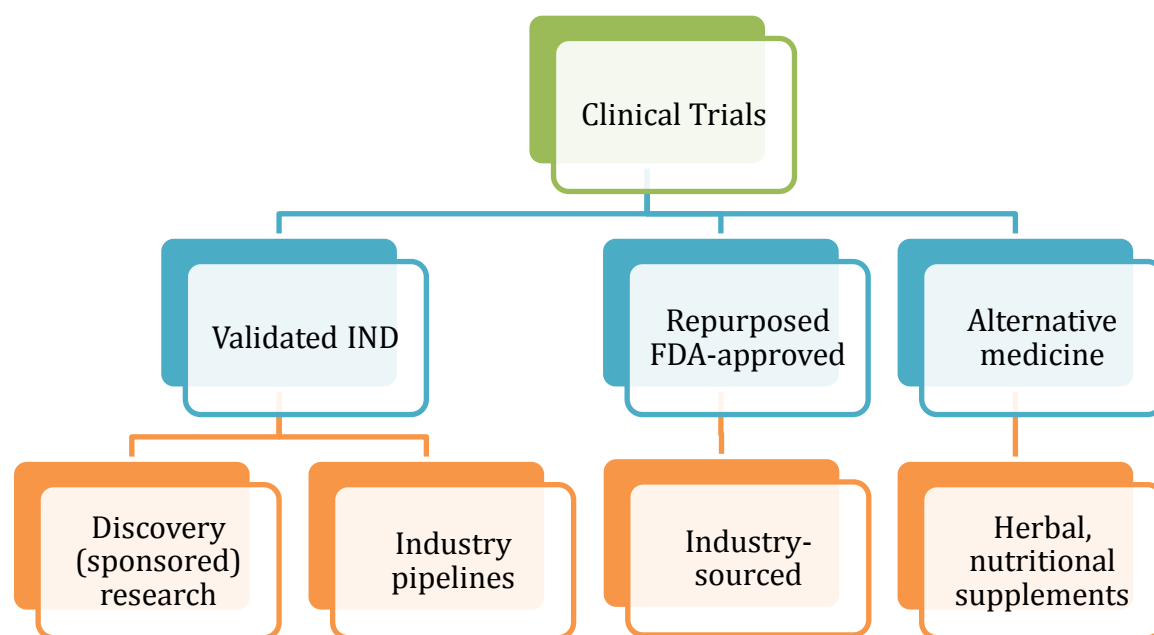 Clinical Trials
Validated IND
Repurposed
FDA-approved
Alternative
medicine
Discovery
(sponsored)
research
Industry
pipelines
Industry-
sourced
Herbal,
nutritional
supplements